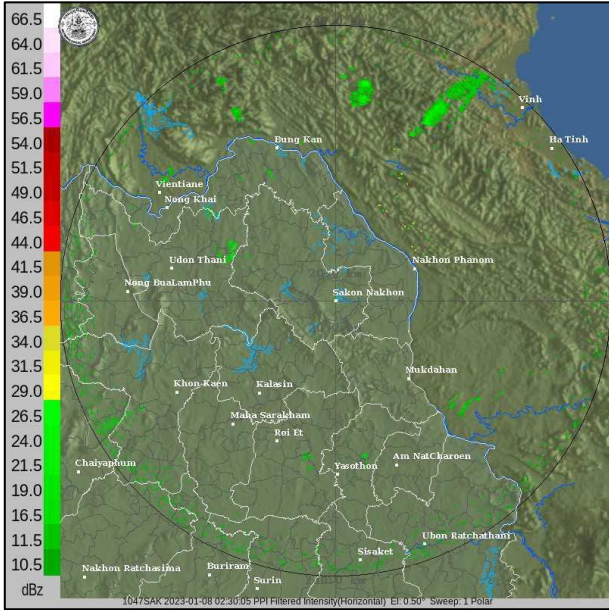 66.5
64.0
61.5
59.0
56.5
54.0
51.5
49.0
46.5
44.0
41.5
39.0
36.5
34.0
31.5
29.0
26.5
24.0
21.5
19.0
16.5
14.0
11.5
10.5
dBz
Vinh
Ha Tinh
Bung Kan
Vientiane
Nong Khai
Udon Thani
Nakhon Phanom
Nong BuaLamPhu
Sakon Nakhon
Mukdahan
Khon Kaen
Kalasin
Maha Sarakham
Roi Et
Chaiyaphum
Yasothon
Am NatCharoen
Ubon Ratchathani
Sisaket
Nakhon Ratchasima
Buriram
Surin
1047SAK 2023-01-08 02:30:05 PPI Filtered Intensity(Horizontal) El: 0.50° Sweep: 1 Polar